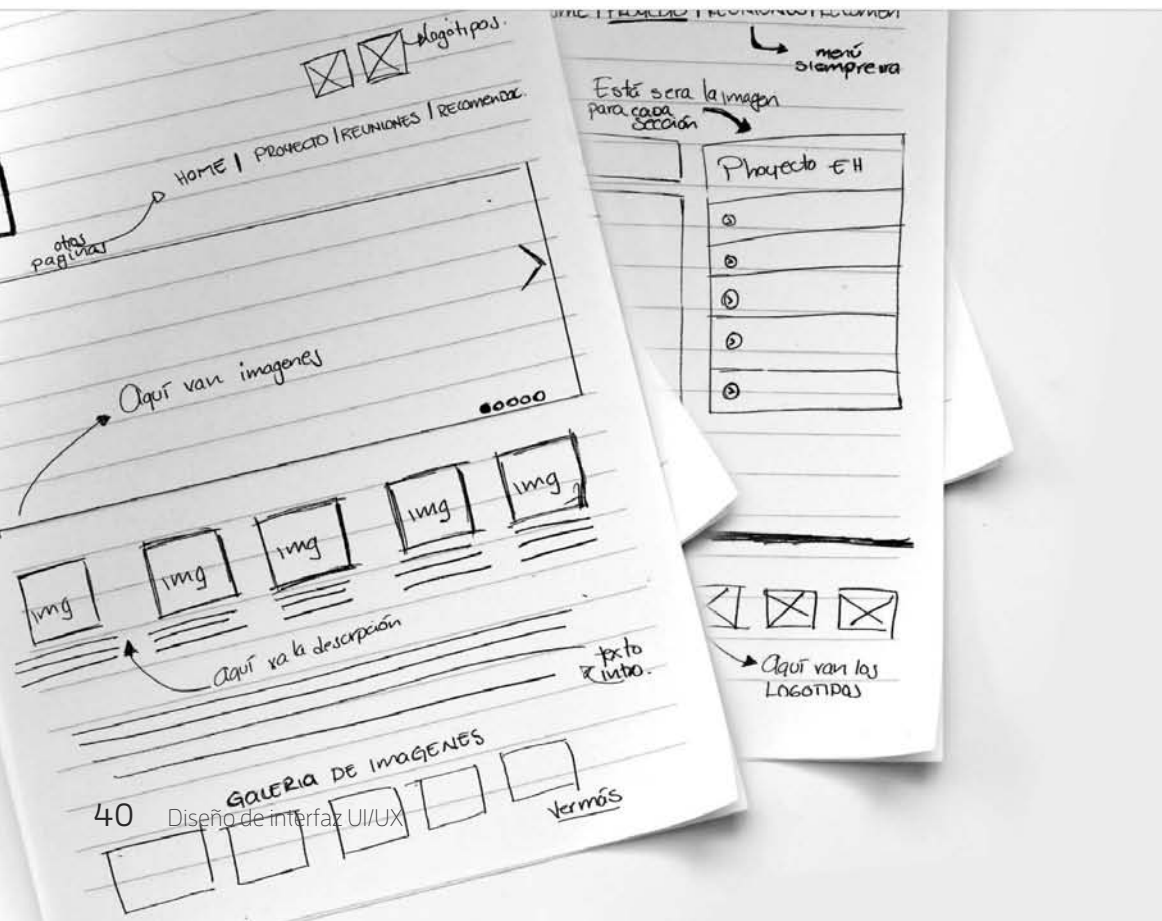 logotipos.
HOME | PROYECTO | REUNIONES | RECOMENDAC.
otras
paginas
Aquí van imagenes
img
img
img
img
img
aquí va la descrpción
texto
intro.
GALERIA DE IMAGENES
Ver más
PROYECTO
menú
siempre va
Está sera la imagen
para cada
sección
Phoyecto EH
Aquí van los
LOGOTIPOS
40 Diseño de interfaz UI/UX